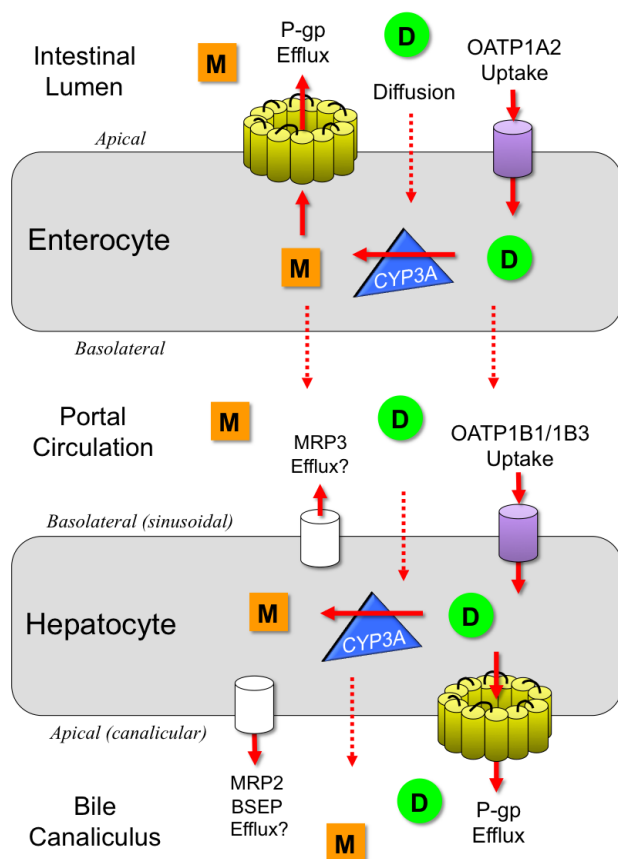 P-gp
Efflux
D
OATP1A2
Uptake
Intestinal
Lumen
M
Diffusion
Apical
Enterocyte
M
CYP3A
D
Basolateral
Portal
Circulation
M
D
MRP3
Efflux?
OATP1B1/1B3
Uptake
Basolateral (sinusoidal)
Hepatocyte
M
CYP3A
D
Apical (canalicular)
MRP2
BSEP
Efflux?
Bile
Canaliculus
M
D
P-gp
Efflux